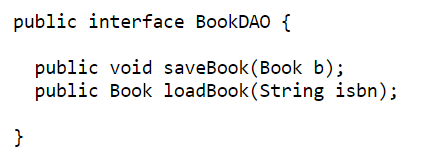 public interface BookDAO {
public void saveBook(Book b);
public Book loadBook(String isbn);
}